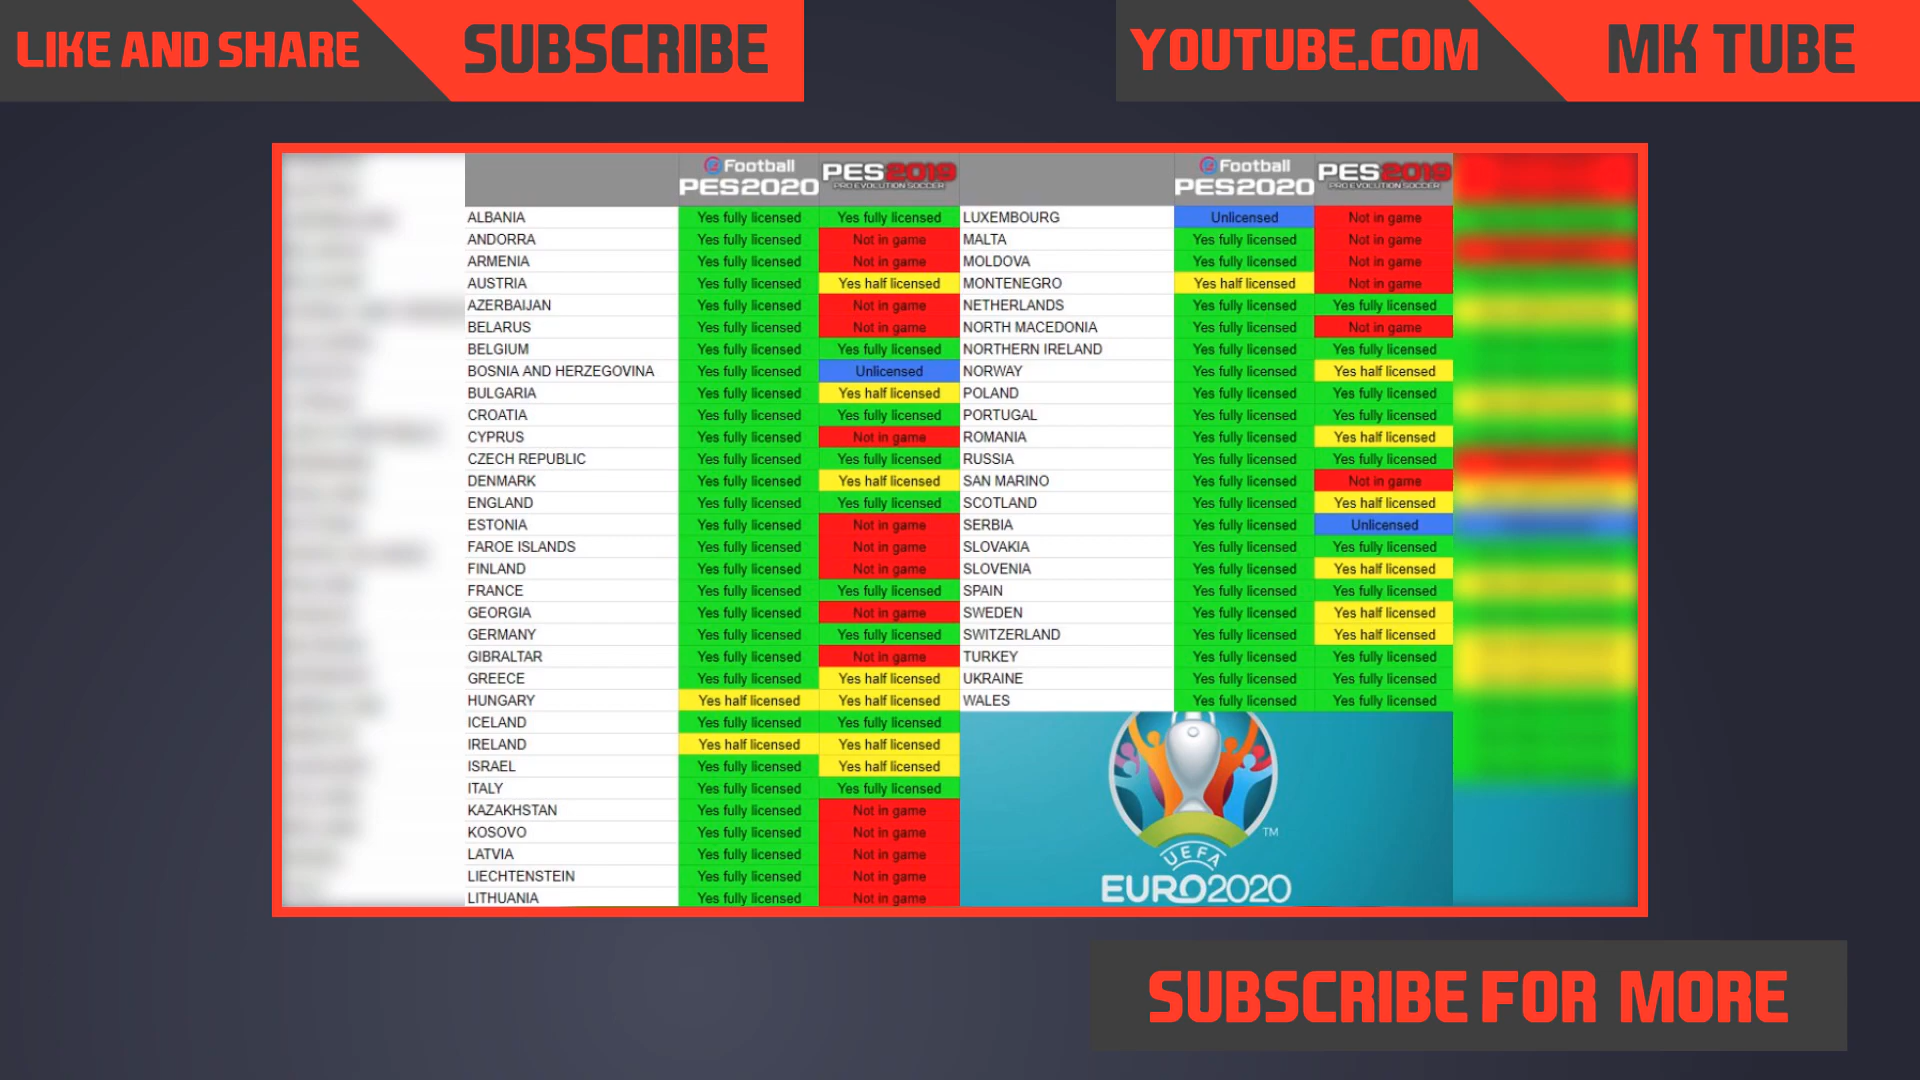 LIKE AND SHARE SUBSCRIBE YOUTUBE.COM MK TUBE
Football PES2020 PES2019 PRO EVOLUTION SOCCER Football PES2020 PES2019 PRO EVOLUTION SOCCER
ALBANIA Yes fully licensed Yes fully licensed LUXEMBOURG Unlicensed Not in game
ANDORRA Yes fully licensed Not in game MALTA Yes fully licensed Not in game
ARMENIA Yes fully licensed Not in game MOLDOVA Yes fully licensed Not in game
AUSTRIA Yes fully licensed Yes half licensed MONTENEGRO Yes half licensed Not in game
AZERBAIJAN Yes fully licensed Not in game NETHERLANDS Yes fully licensed Yes fully licensed
BELARUS Yes fully licensed Not in game NORTH MACEDONIA Yes fully licensed Not in game
BELGIUM Yes fully licensed Yes fully licensed NORTHERN IRELAND Yes fully licensed Yes fully licensed
BOSNIA AND HERZEGOVINA Yes fully licensed Unlicensed NORWAY Yes fully licensed Yes half licensed
BULGARIA Yes fully licensed Yes half licensed POLAND Yes fully licensed Yes fully licensed
CROATIA Yes fully licensed Yes fully licensed PORTUGAL Yes fully licensed Yes fully licensed
CYPRUS Yes fully licensed Not in game ROMANIA Yes fully licensed Yes half licensed
CZECH REPUBLIC Yes fully licensed Yes fully licensed RUSSIA Yes fully licensed Yes fully licensed
DENMARK Yes fully licensed Yes half licensed SAN MARINO Yes fully licensed Not in game
ENGLAND Yes fully licensed Yes fully licensed SCOTLAND Yes fully licensed Yes half licensed
ESTONIA Yes fully licensed Not in game SERBIA Yes fully licensed Unlicensed
FAROE ISLANDS Yes fully licensed Not in game SLOVAKIA Yes fully licensed Yes fully licensed
FINLAND Yes fully licensed Not in game SLOVENIA Yes fully licensed Yes half licensed
FRANCE Yes fully licensed Yes fully licensed SPAIN Yes fully licensed Yes fully licensed
GEORGIA Yes fully licensed Not in game SWEDEN Yes fully licensed Yes half licensed
GERMANY Yes fully licensed Yes fully licensed SWITZERLAND Yes fully licensed Yes half licensed
GIBRALTAR Yes fully licensed Not in game TURKEY Yes fully licensed Yes fully licensed
GREECE Yes fully licensed Yes half licensed UKRAINE Yes fully licensed Yes fully licensed
HUNGARY Yes half licensed Yes half licensed WALES Yes fully licensed Yes fully licensed
ICELAND Yes fully licensed Yes fully licensed
IRELAND Yes half licensed Yes half licensed
ISRAEL Yes fully licensed Yes half licensed
ITALY Yes fully licensed Yes fully licensed
KAZAKHSTAN Yes fully licensed Not in game
KOSOVO Yes fully licensed Not in game TM
LATVIA Yes fully licensed Not in game UEFA
LIECHTENSTEIN Yes fully licensed Not in game EURO2020
LITHUANIA Yes fully licensed Not in game
SUBSCRIBE FOR MORE